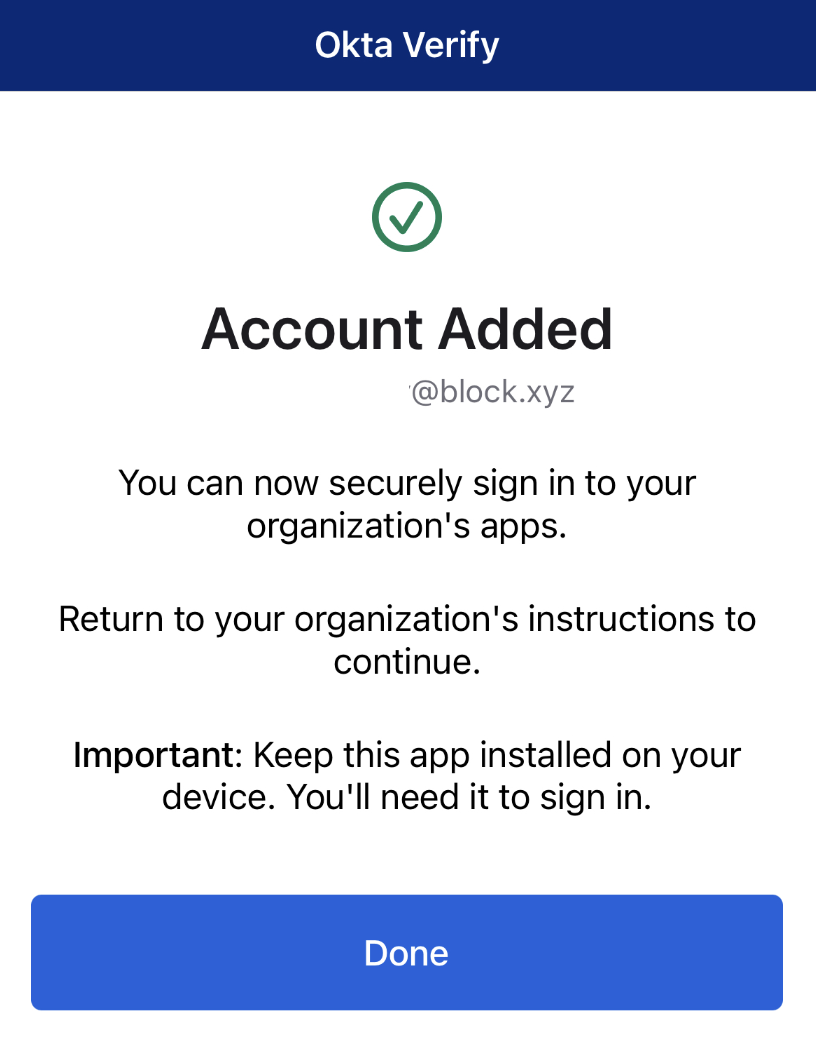 Okta Verify
Account Added
@block.xyz
You can now securely sign in to your
organization's apps.
Return to your organization's instructions to
continue.
Important: Keep this app installed on your
device. You'll need it to sign in.
Done